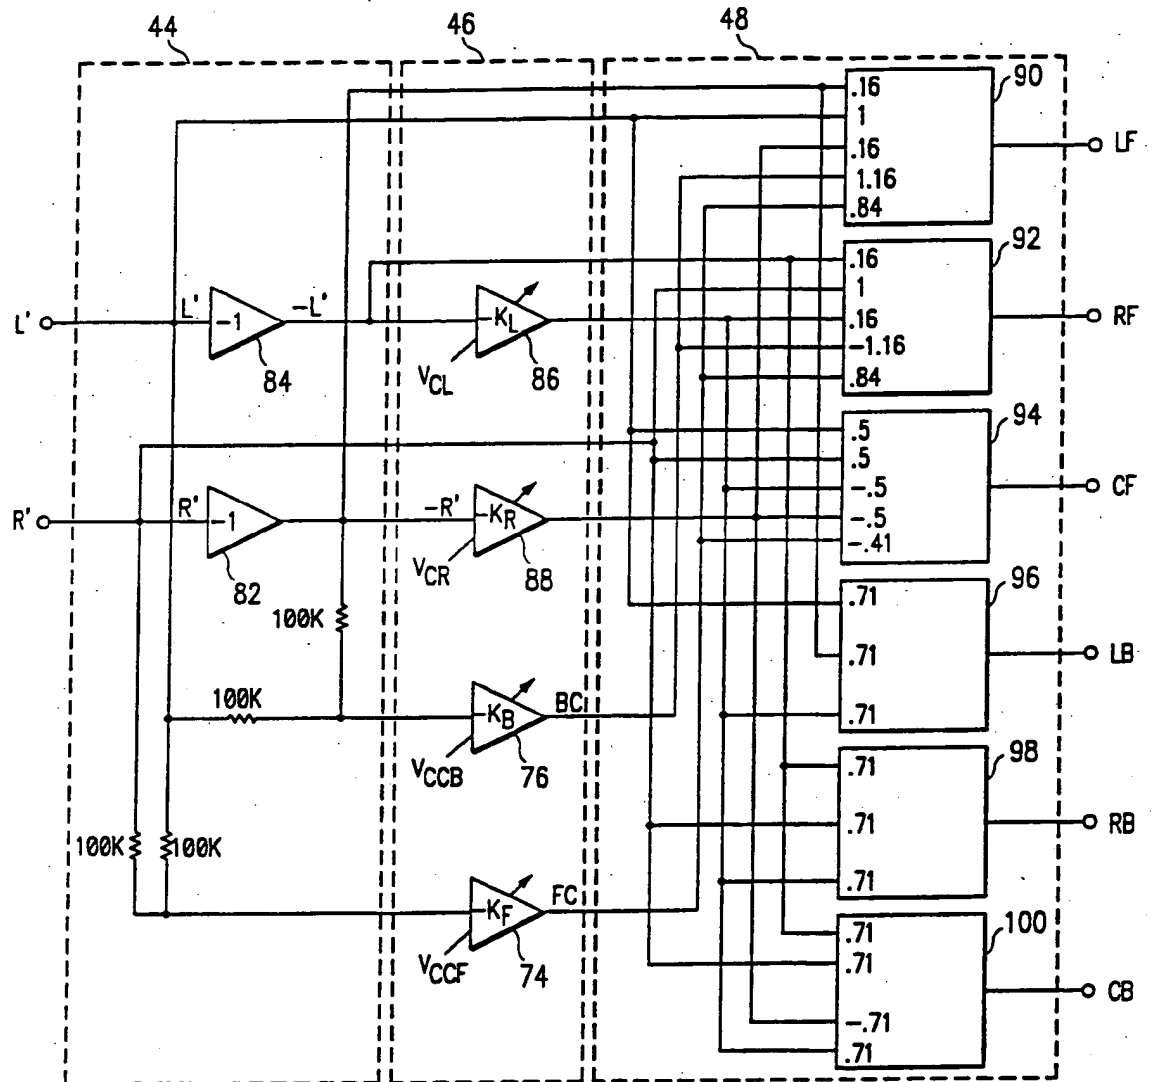 44
46
48
.16
1
.16
1.16
.84
90
LF
.16
1
.16
-1.16
.84
92
RF
L'
L'
-1
-L'
84
-KL
VCL
86
.5
.5
-.5
-.5
-.41
94
CF
R'
R'
-1
82
-R'
-KR
VCR
88
100K
.71
.71
.71
96
LB
100K
-KB
BC
VCCB
76
.71
.71
.71
98
RB
100K
100K
-KF
FC
VCCF
74
.71
.71
-.71
.71
100
CB